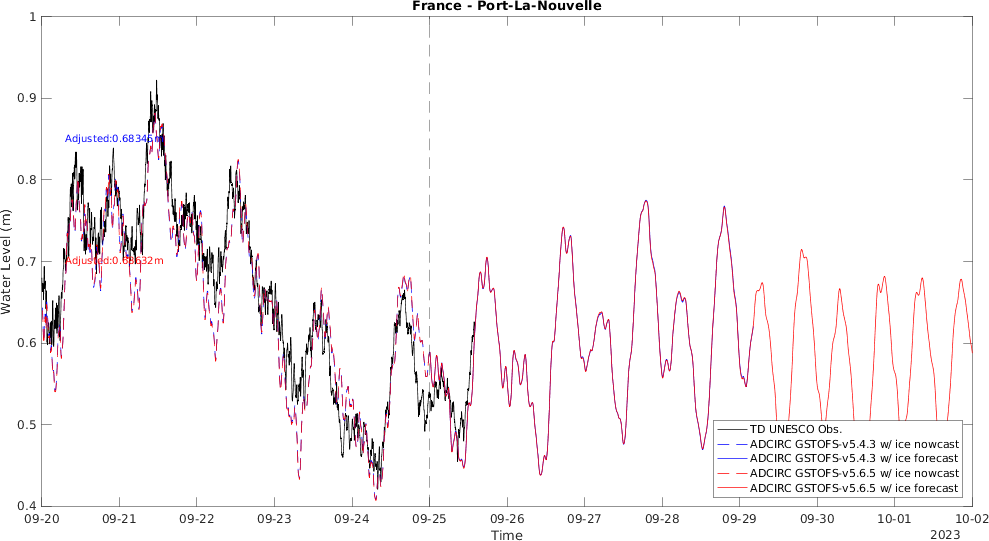 France - Port-La-Nouvelle
1
0.9
0.8
0.7
0.6
0.5
0.4
Water Level (m)
Adjusted:0.68346m
TD UNESCO Obs.
ADCIRC GSTOFS-v5.4.3 w/ ice nowcast
ADCIRC GSTOFS-v5.4.3 w/ ice forecast
ADCIRC GSTOFS-v5.6.5 w/ ice nowcast
ADCIRC GSTOFS-v5.6.5 w/ ice forecast
09-20 09-21 09-22 09-23 09-24 09-25 09-26 09-27 09-28 09-29 09-30 10-01 10-02
Time
2023